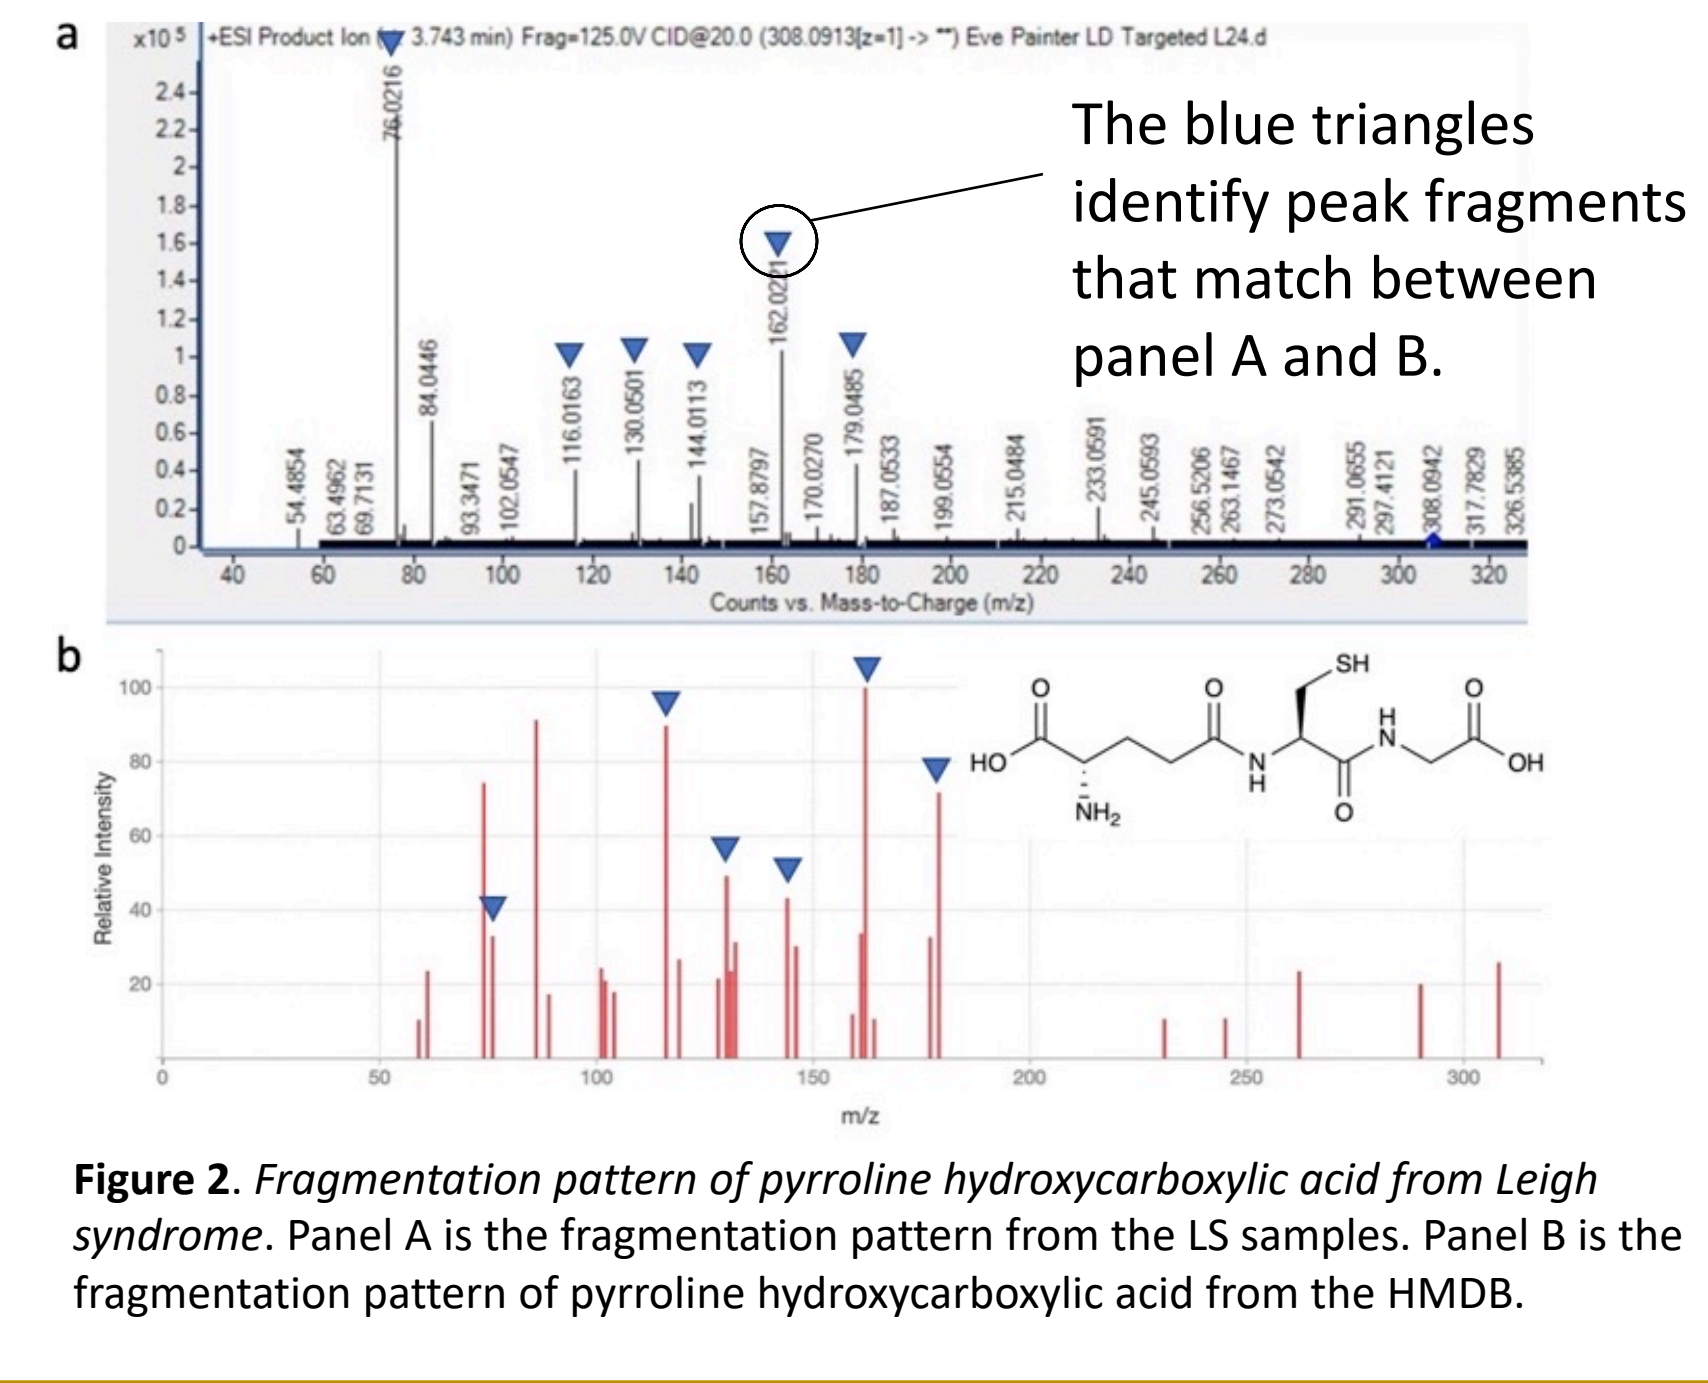 a
x10 5 +ESI Product Ion ( 3.743 min) Frag=125.0V CID@20.0 (308.0913[z=1] -> **) Eve Painter LD Targeted L24.d
2.4
2.2
2
1.8
1.6
1.4
1.2
1
0.8
0.6
0.4
0.2
0
54.4854
63.4962
69.7131
76.0216
84.0446
93.3471
102.0547
116.0163
130.0501
144.0113
157.8797
162.0221
170.0270
179.0485
187.0533
199.0554
215.0484
233.0591
245.0593
256.5206
263.1467
273.0542
291.0655
297.4121
308.0942
317.7829
326.5385
40 60 80 100 120 140 160 180 200 220 240 260 280 300 320
Counts vs. Mass-to-Charge (m/z)
The blue triangles
identify peak fragments
that match between
panel A and B.
b
Relative Intensity
100
80
60
40
20
0 50 100 150 200 250 300
m/z
SH
O O H O
HO N N OH
H
NH2 O
Figure 2. Fragmentation pattern of pyrroline hydroxycarboxylic acid from Leigh
syndrome. Panel A is the fragmentation pattern from the LS samples. Panel B is the
fragmentation pattern of pyrroline hydroxycarboxylic acid from the HMDB.